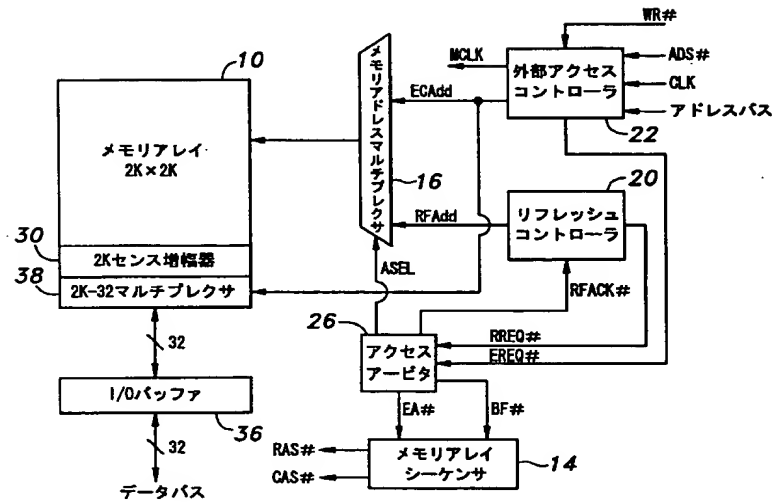 WR#
10
MCLK
外部アクセス
コントローラ
ADS#
CLK
アドレスバス
22
ECAdd
メモリアドレスマルチプレクサ
メモリアレイ
2K×2K
16
20
RFAdd
リフレッシュ
コントローラ
30
2Kセンス増幅器
38
2K-32マルチプレクサ
ASEL
RFACK#
26
アクセス
アービタ
RREQ#
EREQ#
32
I/Oバッファ
36
EA#
BF#
32
RAS#
CAS#
メモリアレイ
シーケンサ
14
データバス